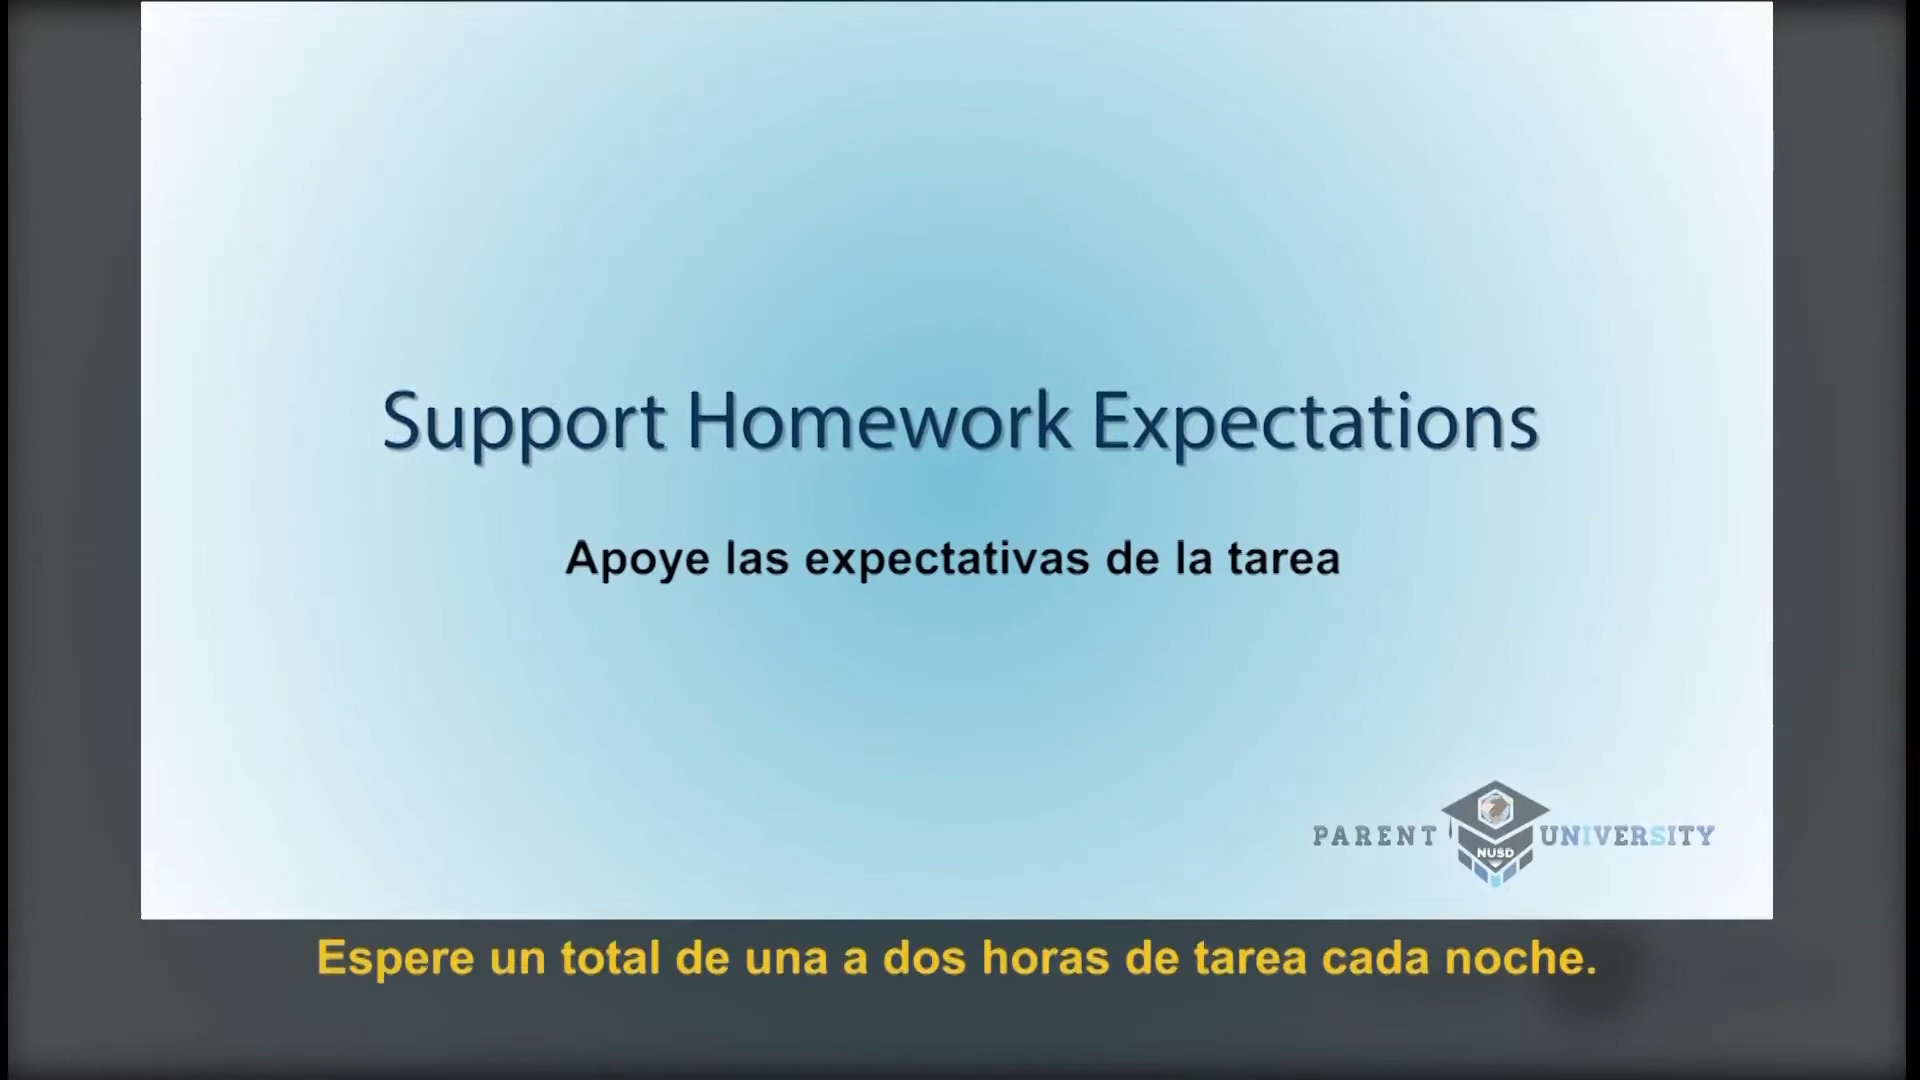 Support Homework Expectations
Apoye las expectativas de la tarea
PARENT UNIVERSITY
NUSD
Espere un total de una a dos horas de tarea cada noche.